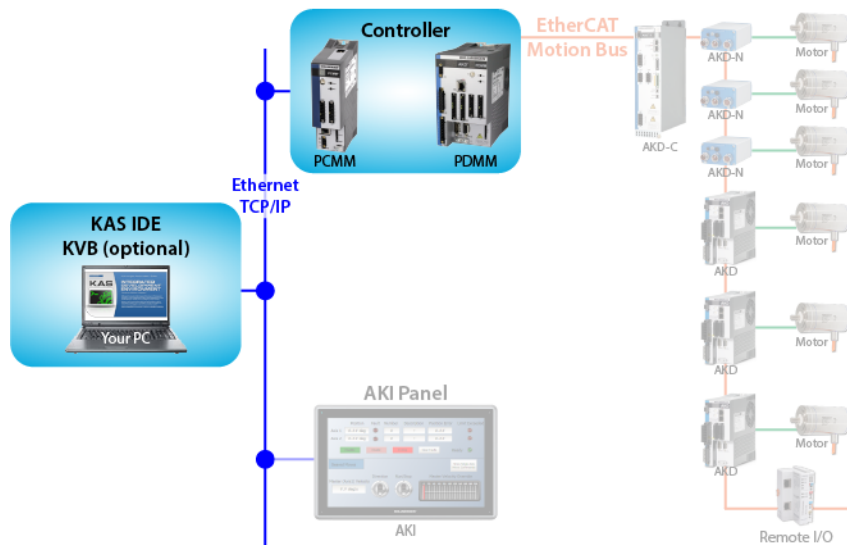 Controller
PCMM
PDMM
EtherCAT
Motion Bus
AKD-C
AKD-N
Motor
AKD-N
Motor
AKD-N
Motor
Ethernet
TCP/IP
KAS IDE
KVB (optional)
KAS
Your PC
AKD
Motor
AKD
Motor
AKI Panel
AKI
AKD
Motor
Remote I/O